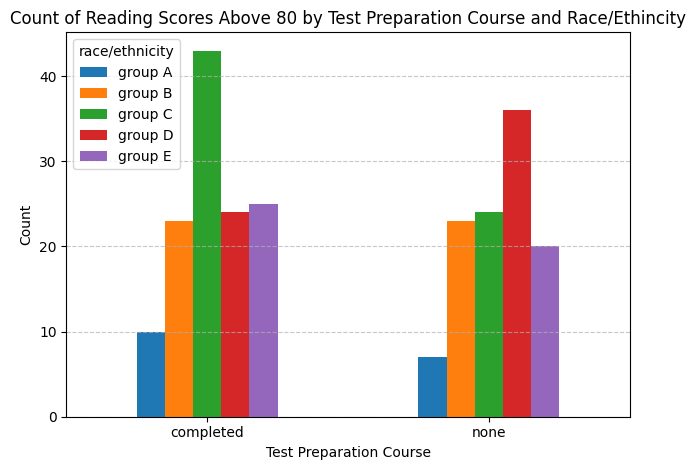 Count of Reading Scores Above 80 by Test Preparation Course and Race/Ethincity
race/ethnicity
group A
group B
group C
group D
group E
40
30
20
10
0
Count
completed
none
Test Preparation Course